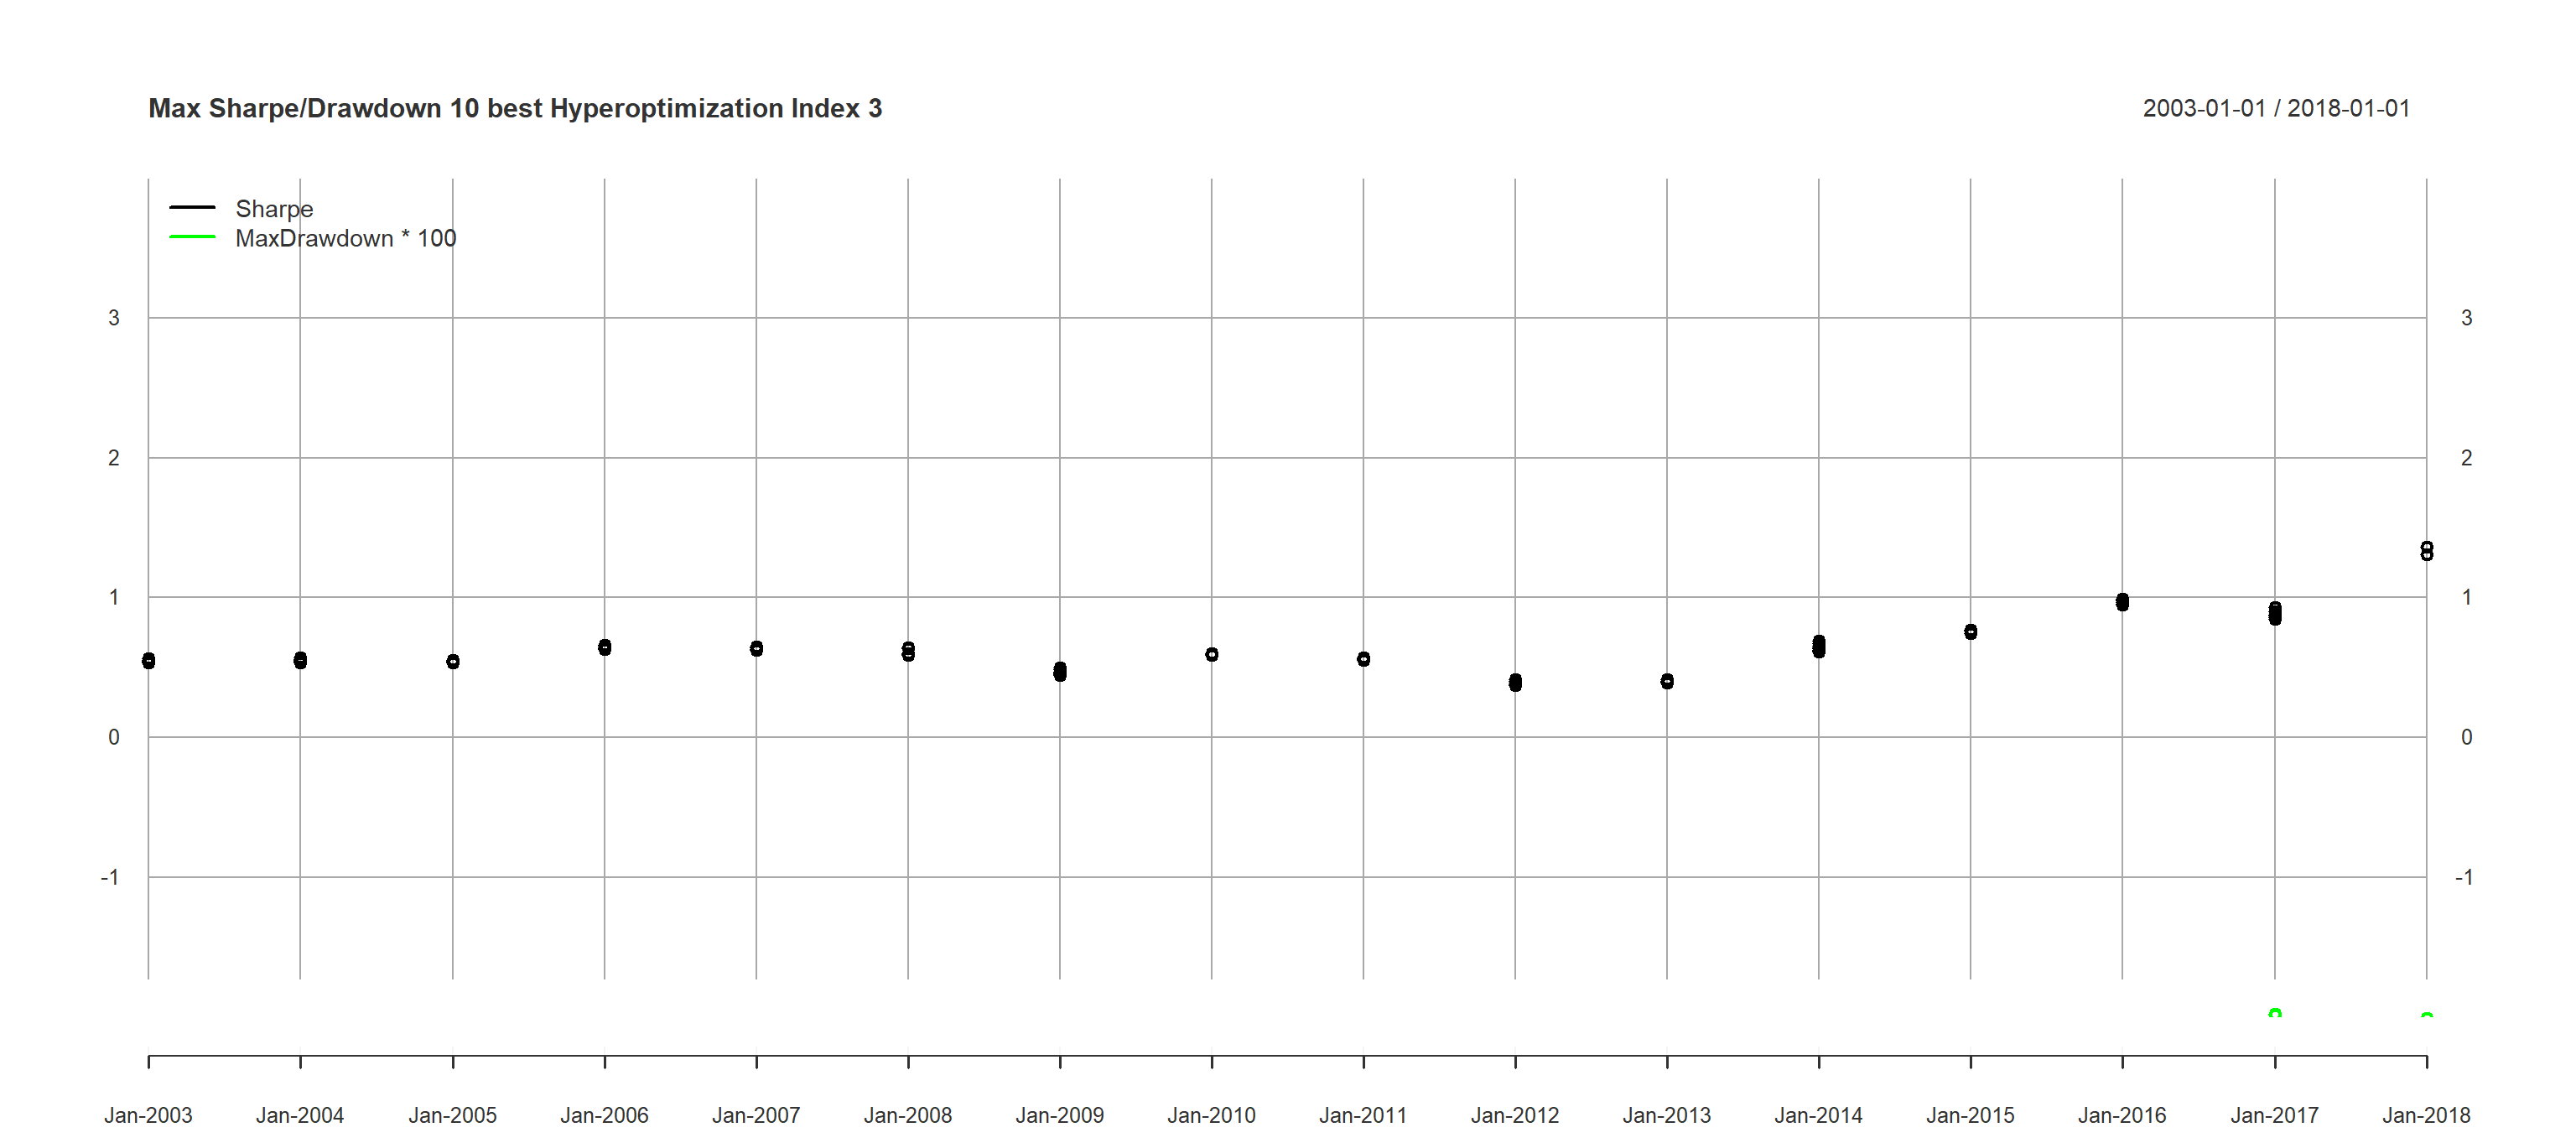 Max Sharpe/Drawdown 10 best Hyperoptimization Index 3
2003-01-01 / 2018-01-01
Sharpe
MaxDrawdown * 100
3 3
2 2
1 1
0 0
-1 -1
Jan-2003 Jan-2004 Jan-2005 Jan-2006 Jan-2007 Jan-2008 Jan-2009 Jan-2010 Jan-2011 Jan-2012 Jan-2013 Jan-2014 Jan-2015 Jan-2016 Jan-2017 Jan-2018